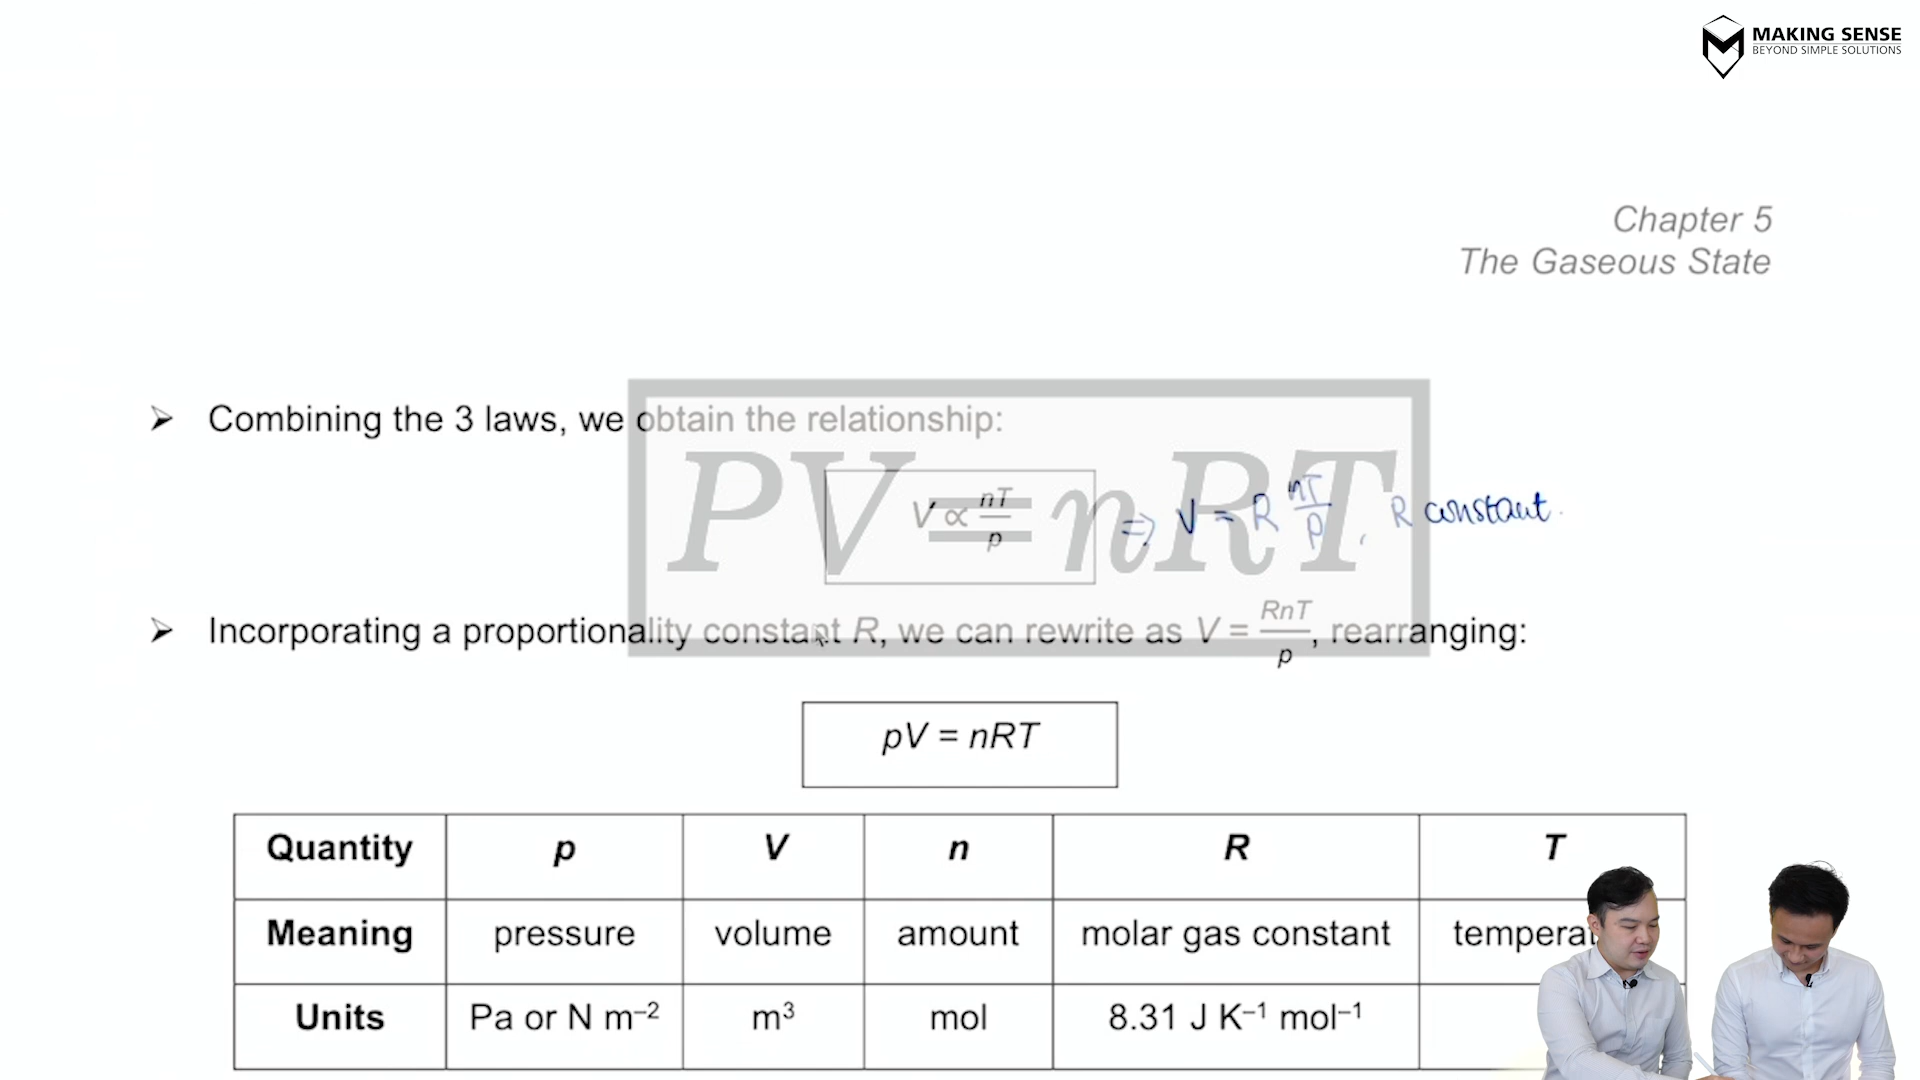 MAKING SENSE
BEYOND SIMPLE SOLUTIONS
Chapter 5
The Gaseous State
➢ Combining the 3 laws, we obtain the relationship:
PV = nRT
V ∝ nT/p ⇒ V = R nT/p , R constant.
➢ Incorporating a proportionality constant R, we can rewrite as V = RnT/p, rearranging:
pV = nRT
Quantity p V n R T
Meaning pressure volume amount molar gas constant temperat
Units Pa or N m⁻² m³ mol 8.31 J K⁻¹ mol⁻¹